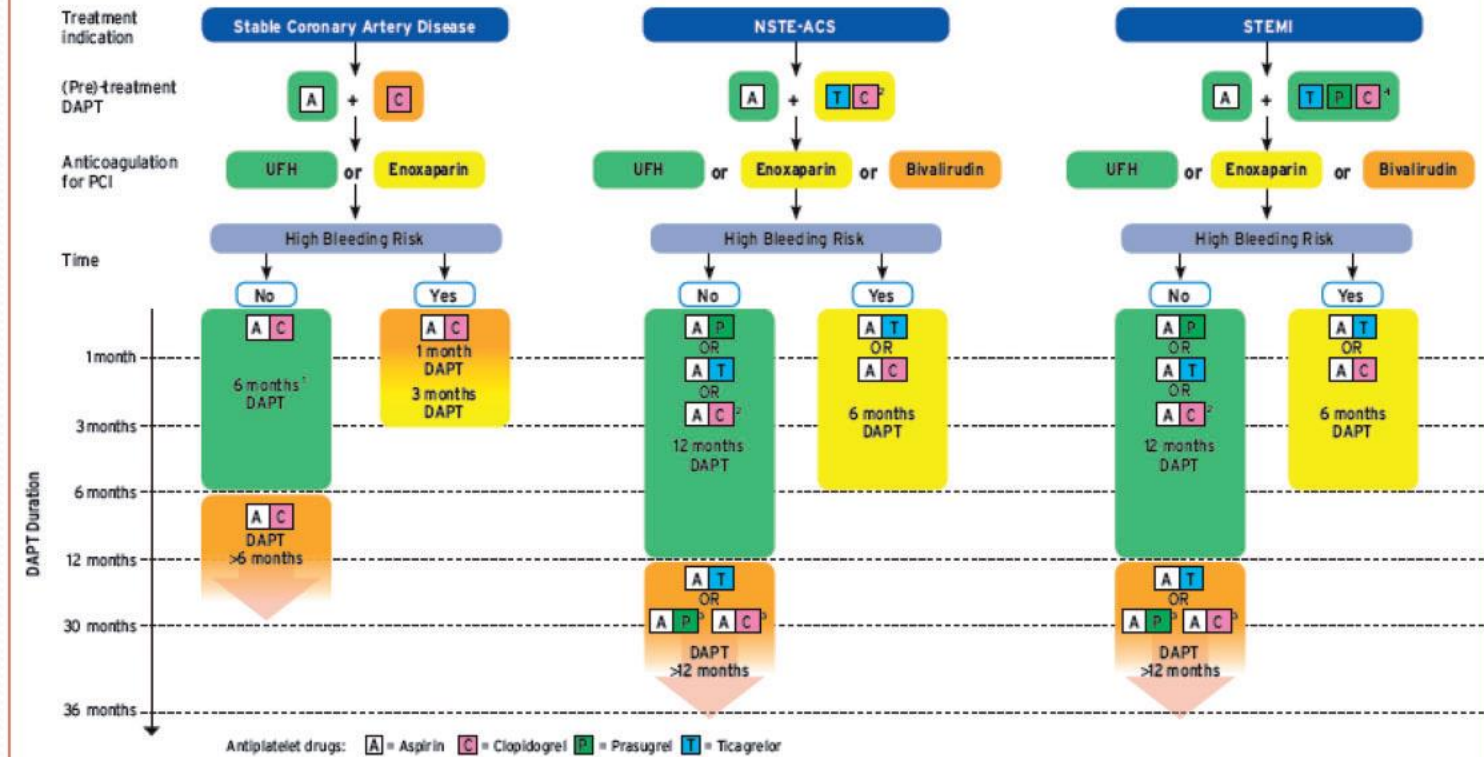 Treatment
indication
Stable Coronary Artery Disease
NSTE-ACS
STEMI
(Pre)-treatment
DAPT
A + C
A + T C 2
A + T P C 4
Anticoagulation
for PCI
UFH or Enoxaparin
UFH or Enoxaparin or Bivalirudin
UFH or Enoxaparin or Bivalirudin
High Bleeding Risk
High Bleeding Risk
High Bleeding Risk
Time
No
Yes
No
Yes
No
Yes
DAPT Duration
1 month
3 months
6 months
12 months
30 months
36 months
A C
6 months 1
DAPT
A C
DAPT
>6 months
A C
1 month
DAPT
3 months
DAPT
A P
OR
A T
OR
A C 2
12 months
DAPT
A T
OR
A P 3 A C 3
DAPT
>12 months
A T
OR
A C
6 months
DAPT
A P
OR
A T
OR
A C 2
12 months
DAPT
A T
OR
A P 3 A C 3
DAPT
>12 months
A T
OR
A C
6 months
DAPT
Antiplatelet drugs: A = Aspirin C = Clopidogrel P = Prasugrel T = Ticagrelor